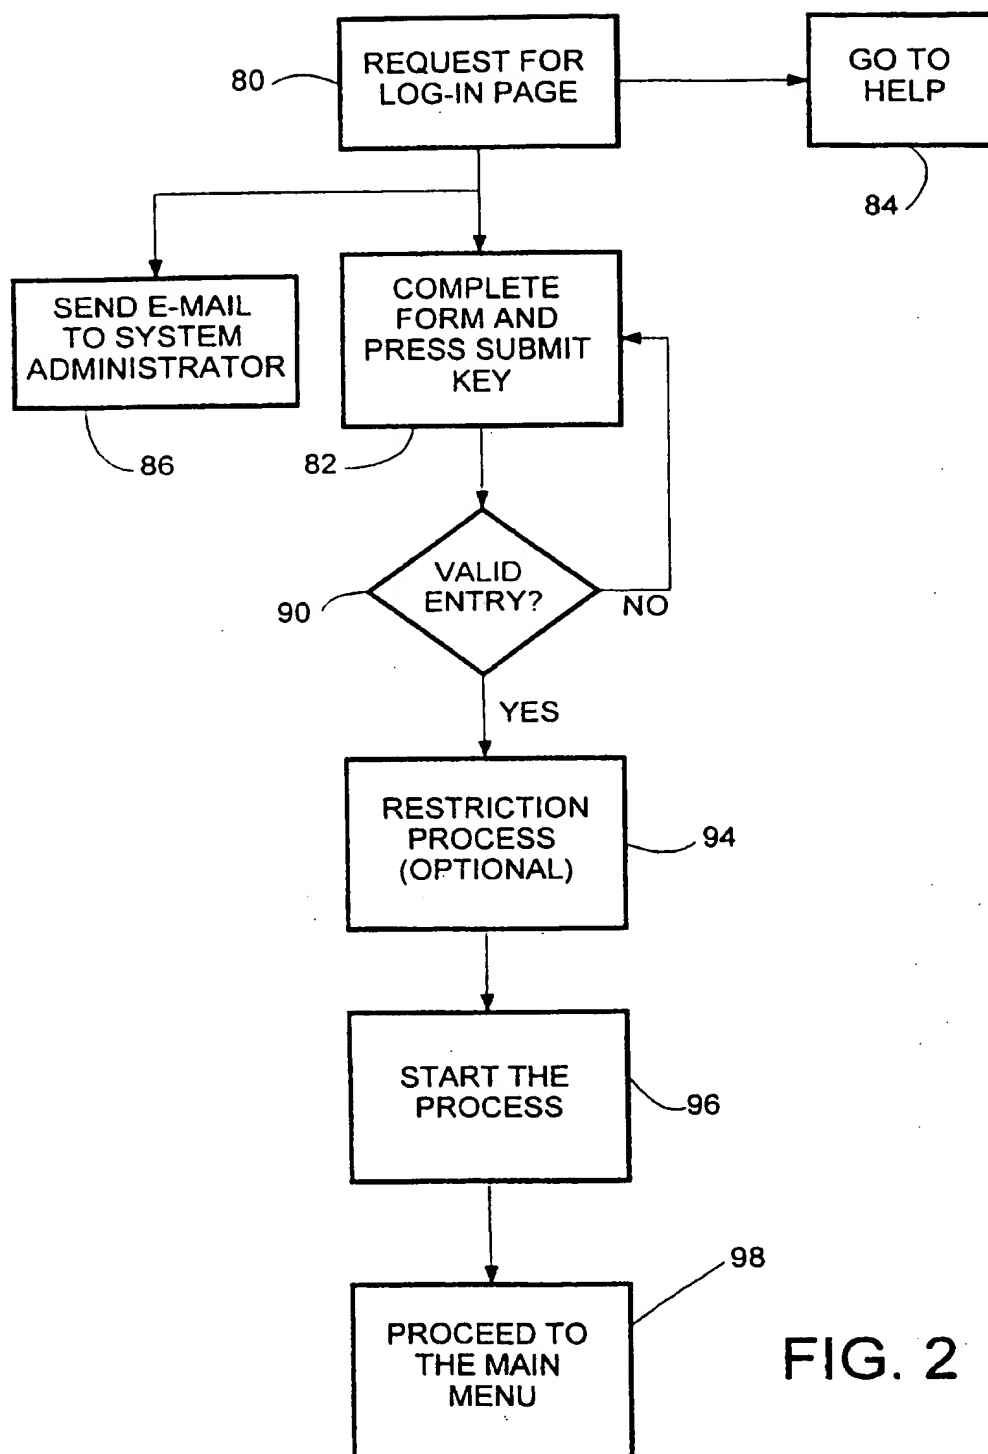 80
REQUEST FOR
LOG-IN PAGE
GO TO
HELP
84
SEND E-MAIL
TO SYSTEM
ADMINISTRATOR
86
COMPLETE
FORM AND
PRESS SUBMIT
KEY
82
VALID
ENTRY?
90
NO
YES
RESTRICTION
PROCESS
(OPTIONAL)
94
START THE
PROCESS
96
PROCEED TO
THE MAIN
MENU
98
FIG. 2